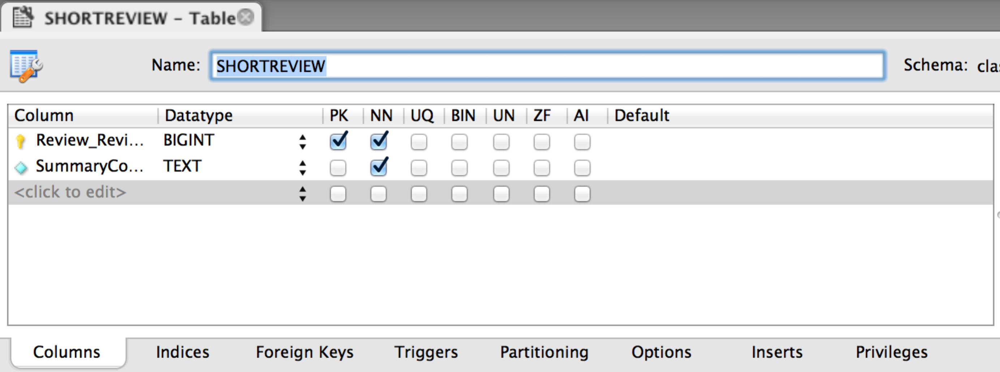 SHORTREVIEW - Table
Name: SHORTREVIEW Schema: clas
Column Datatype PK NN UQ BIN UN ZF AI Default
Review_Revi... BIGINT
SummaryCo... TEXT
<click to edit>
Columns Indices Foreign Keys Triggers Partitioning Options Inserts Privileges